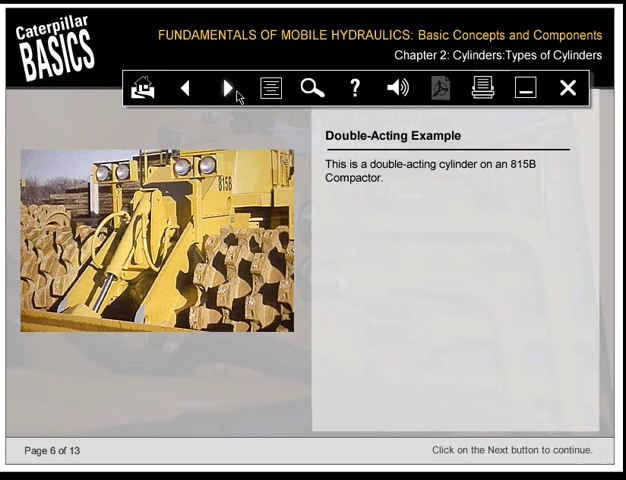 Caterpillar
BASICS
FUNDAMENTALS OF MOBILE HYDRAULICS: Basic Concepts and Components
Chapter 2: Cylinders:Types of Cylinders
?
Double-Acting Example
This is a double-acting cylinder on an 815B
Compactor.
815B
Page 6 of 13
Click on the Next button to continue.